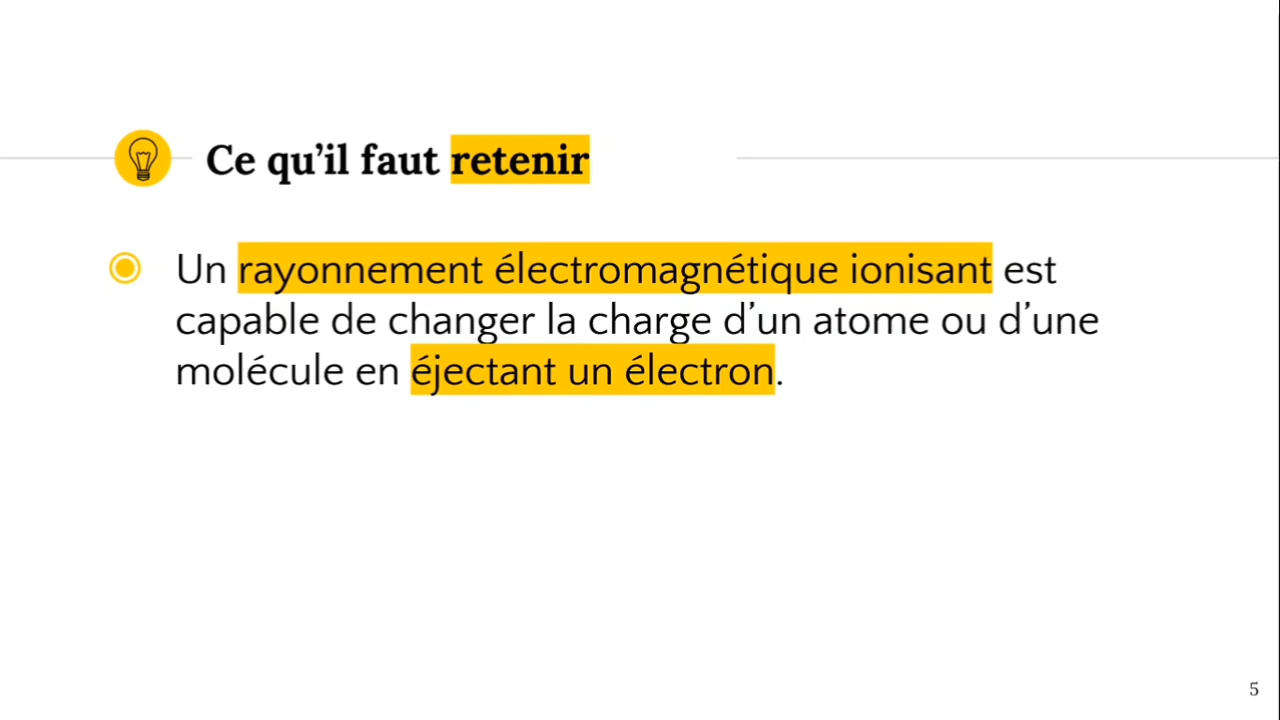 Ce qu’il faut retenir
Un rayonnement électromagnétique ionisant est
capable de changer la charge d’un atome ou d’une
molécule en éjectant un électron.
5